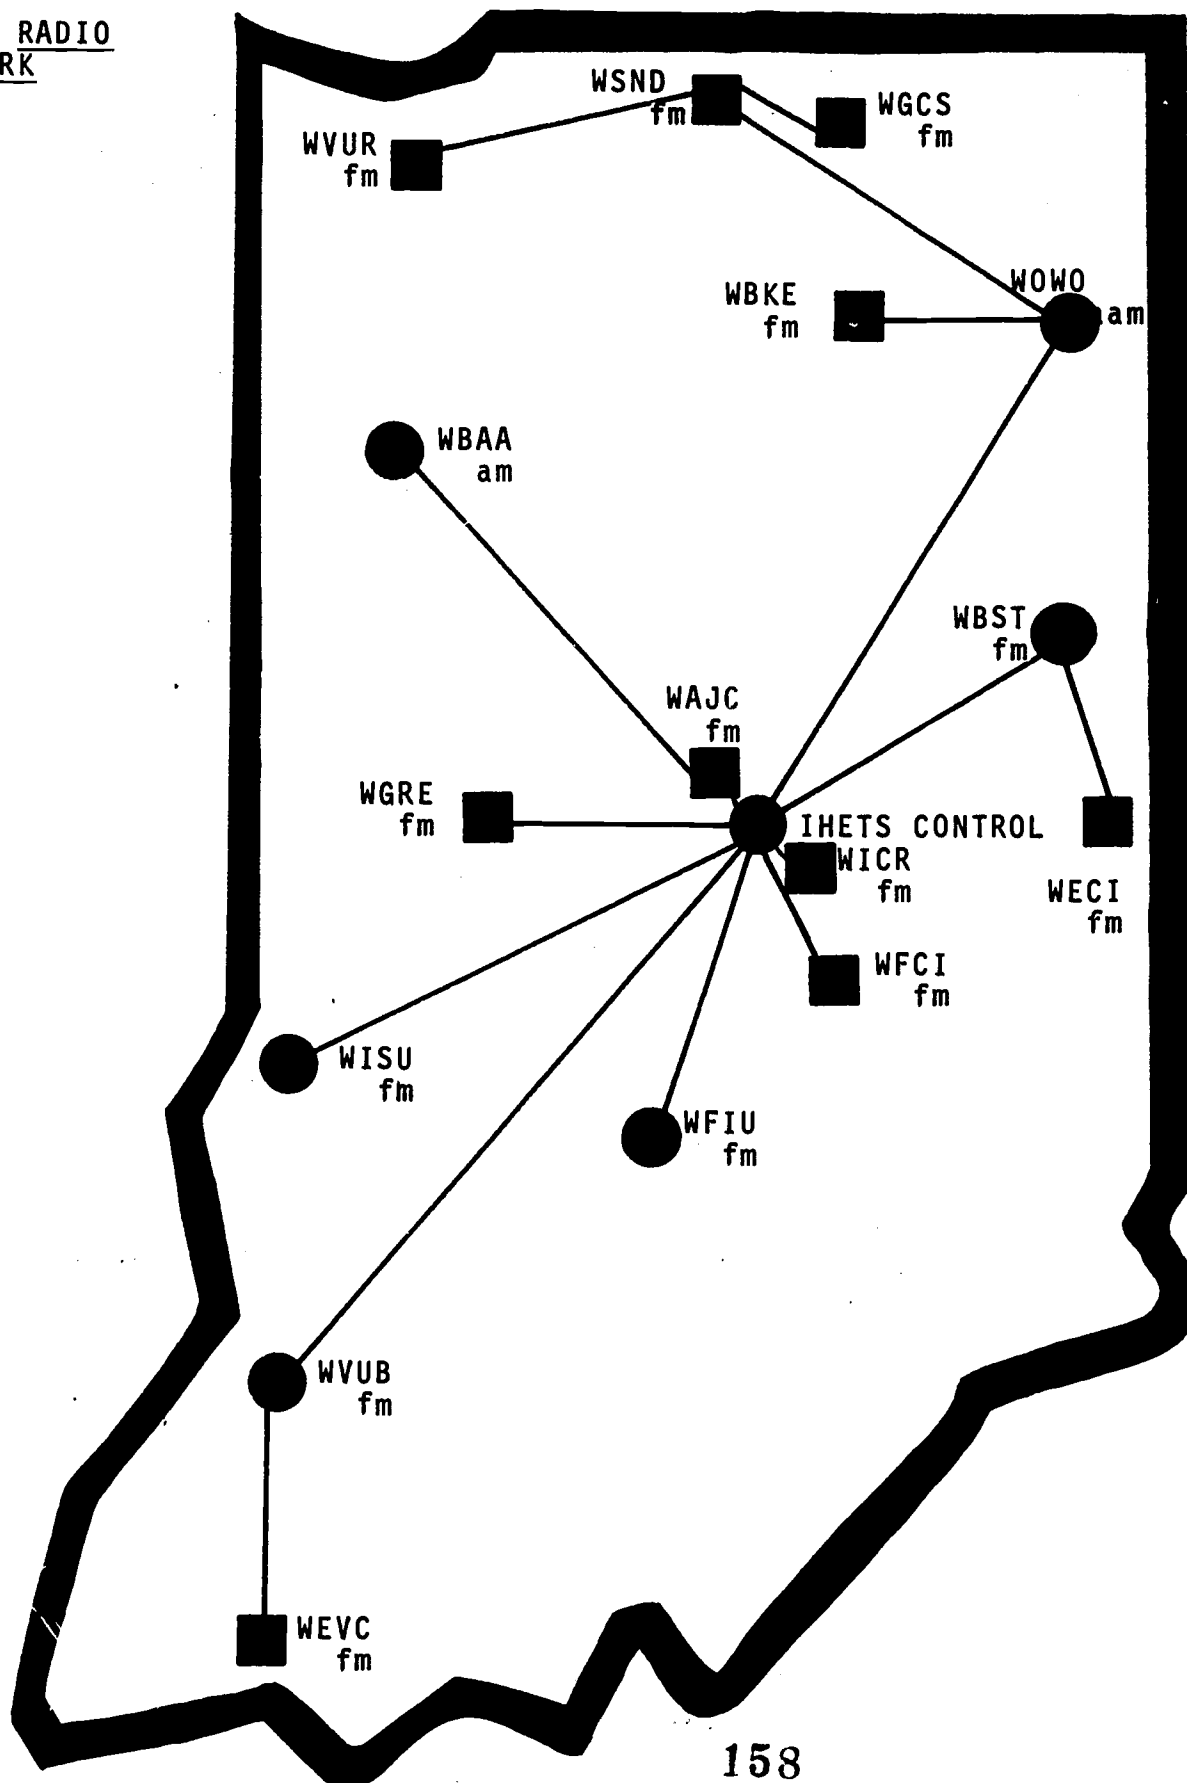 RADIO
RK
WSND
fm
WGCS
fm
WVUR
fm
WOWO
am
WBKE
fm
WBAA
am
WBST
fm
WAJC
fm
WGRE
fm
IHETS CONTROL
WICR
fm
WECI
fm
WFCI
fm
WISU
fm
WFIU
fm
WVUB
fm
WEVC
fm
158